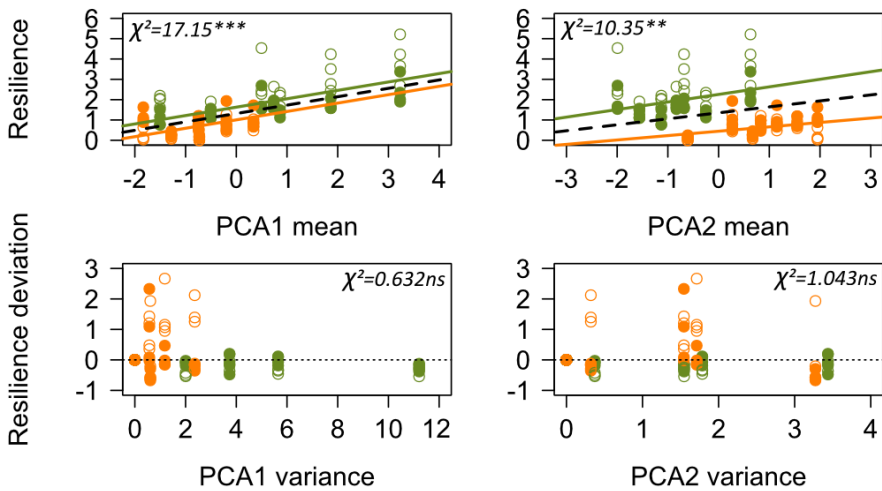 Resilience
6
5
4
3
2
1
0
χ²=17.15***
-2 -1 0 1 2 3 4
PCA1 mean
6
5
4
3
2
1
0
χ²=10.35**
-3 -2 -1 0 1 2 3
PCA2 mean
Resilience deviation
3
2
1
0
-1
χ²=0.632ns
0 2 4 6 8 10 12
PCA1 variance
3
2
1
0
-1
χ²=1.043ns
0 1 2 3 4
PCA2 variance